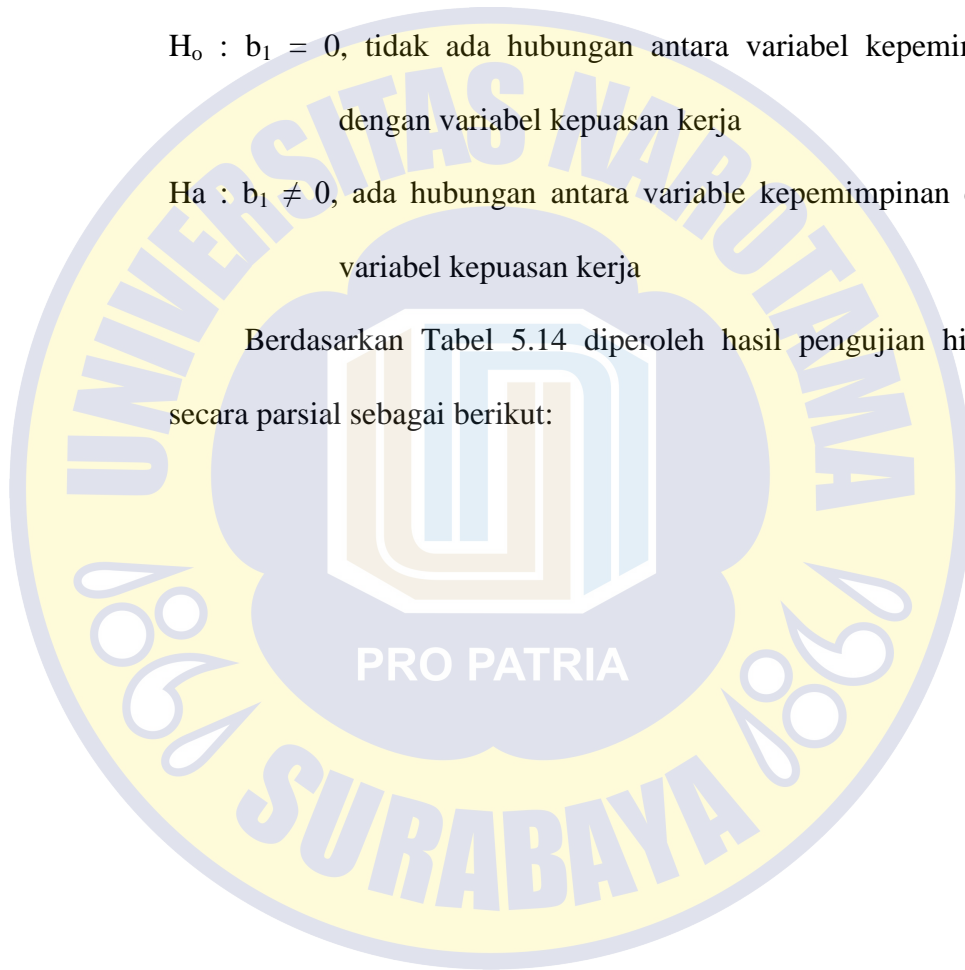 Ho : b1 = 0, tidak ada hubungan antara variabel
dengan variabel kepuasan kerja
Ha : b1 ≠ 0, ada hubungan antara variable kepemimpinan
variabel kepuasan kerja
Berdasarkan Tabel 5.14 diperoleh hasil pengujian
secara parsial sebagai berikut:
UNIVERSITAS NAROTAMA
PRO PATRIA
1981 1981
SURABAYA